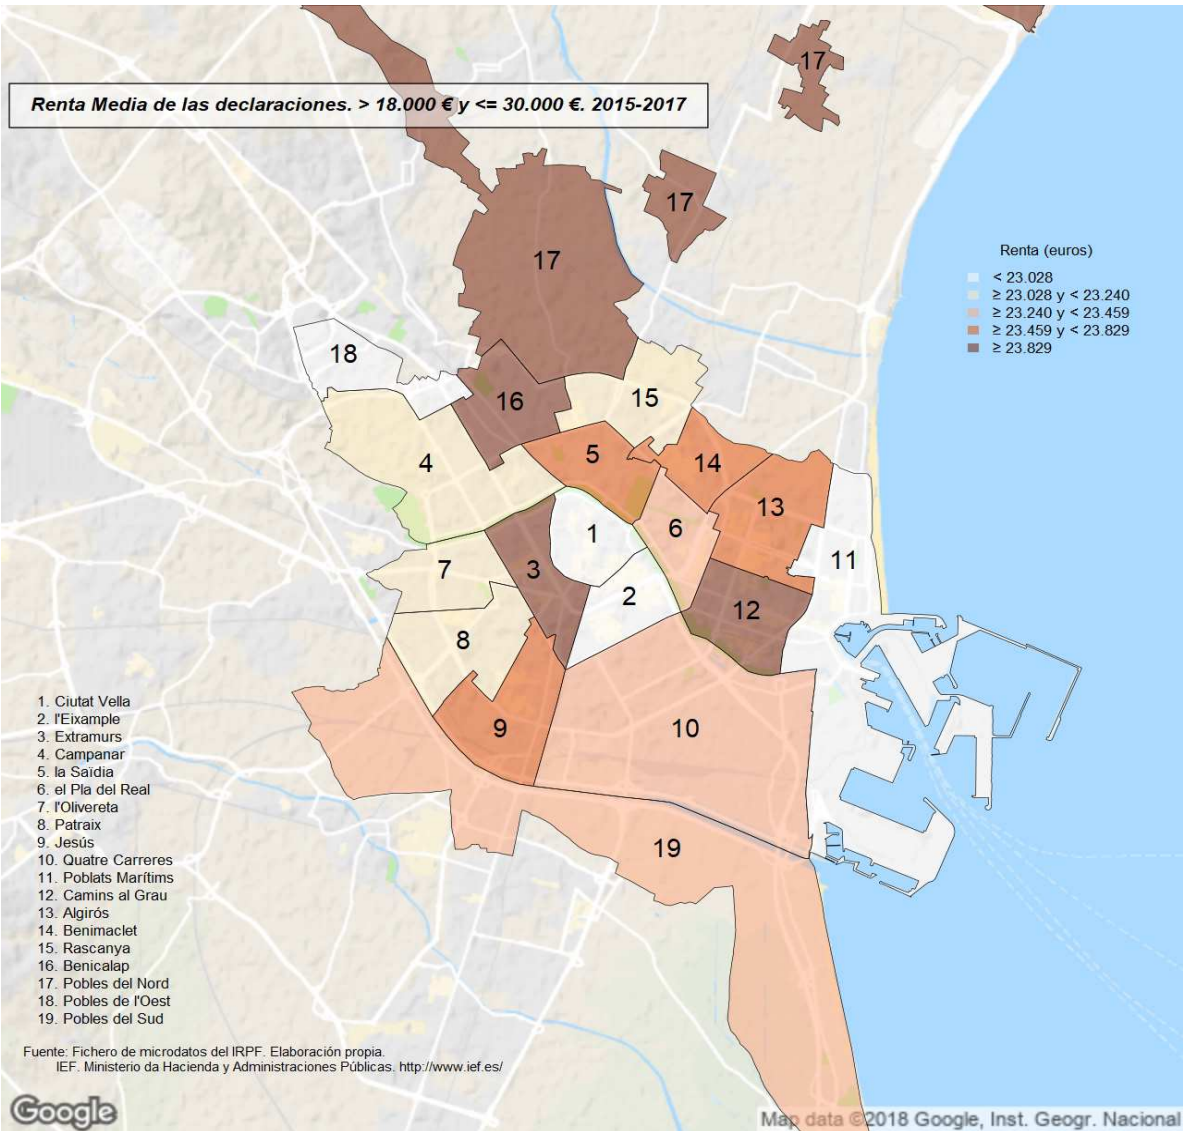 Renta Media de las declaraciones. > 18.000 € y <= 30.000 €. 2015-2017
17
17
17
Renta (euros)
< 23.028
≥ 23.028 y < 23.240
≥ 23.240 y < 23.459
≥ 23.459 y < 23.829
≥ 23.829
18
16
15
4
5
14
13
1
6
11
7
3
2
12
8
9
10
19
1. Ciutat Vella
2. l'Eixample
3. Extramurs
4. Campanar
5. la Saïdia
6. el Pla del Real
7. l'Olivereta
8. Patraix
9. Jesús
10. Quatre Carreres
11. Poblats Marítims
12. Camins al Grau
13. Algirós
14. Benimaclet
15. Rascanya
16. Benicalap
17. Pobles del Nord
18. Pobles de l'Oest
19. Pobles del Sud
Fuente: Fichero de microdatos del IRPF. Elaboración propia.
IEF. Ministerio da Hacienda y Administraciones Públicas. http://www.ief.es/
Google
Map data ©2018 Google, Inst. Geogr. Nacional